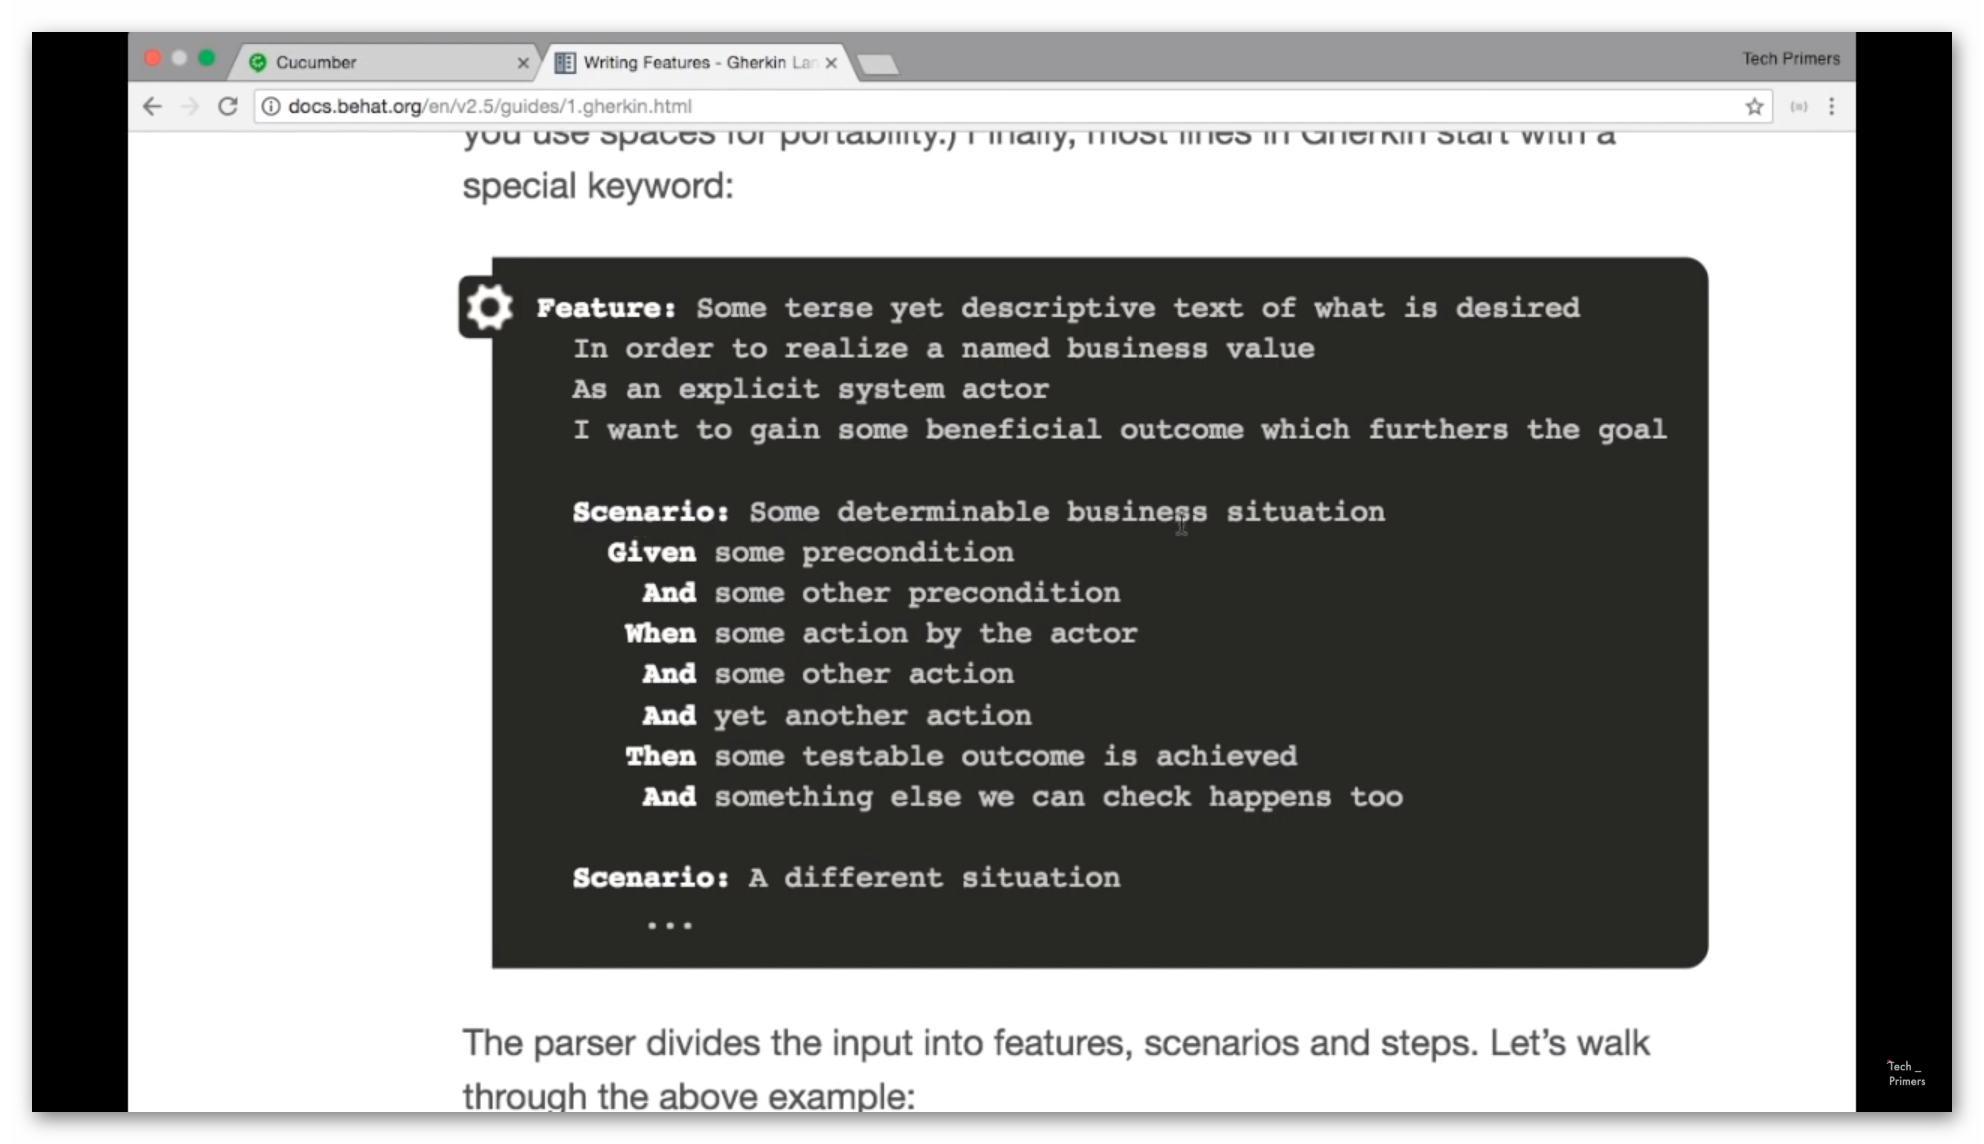 Cucumber
Writing Features - Gherkin Lan
Tech Primers
docs.behat.org/en/v2.5/guides/1.gherkin.html
you use spaces for portability.) Finally, most lines in Gherkin start with a
special keyword:
Feature: Some terse yet descriptive text of what is desired
In order to realize a named business value
As an explicit system actor
I want to gain some beneficial outcome which furthers the goal
Scenario: Some determinable business situation
Given some precondition
And some other precondition
When some action by the actor
And some other action
And yet another action
Then some testable outcome is achieved
And something else we can check happens too
Scenario: A different situation
...
The parser divides the input into features, scenarios and steps. Let’s walk
through the above example:
Tech _
Primers